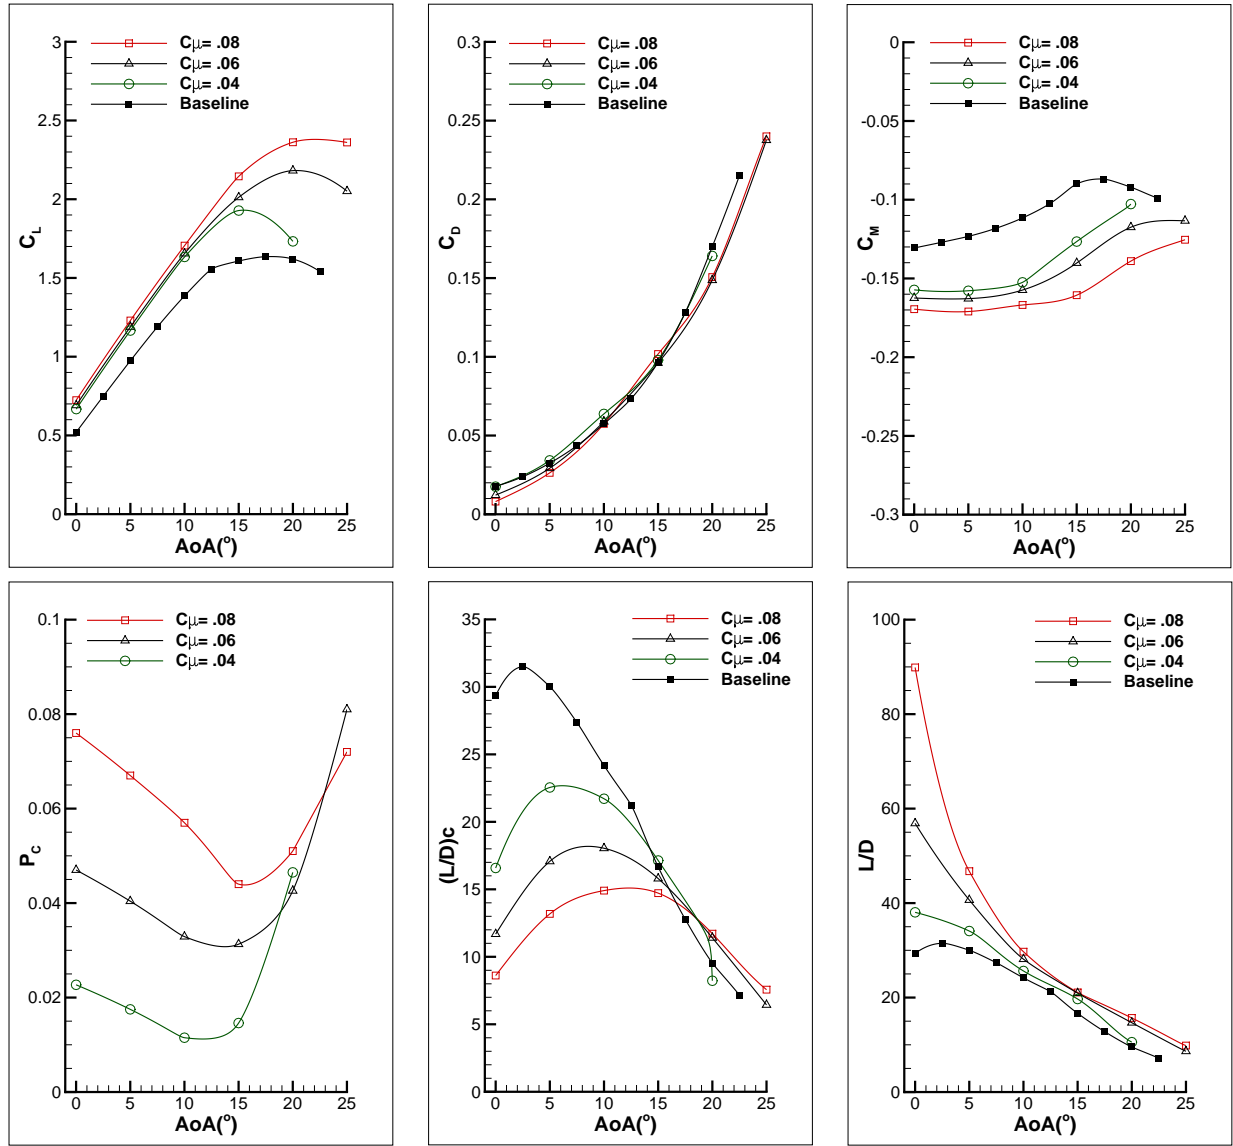 3
2.5
2
1.5
1
0.5
0
C_L
0 5 10 15 20 25
AoA(°)
Cμ= .08
Cμ= .06
Cμ= .04
Baseline
0.3
0.25
0.2
0.15
0.1
0.05
0
C_D
0 5 10 15 20 25
AoA(°)
Cμ= .08
Cμ= .06
Cμ= .04
Baseline
0
-0.05
-0.1
-0.15
-0.2
-0.25
-0.3
C_M
0 5 10 15 20 25
AoA(°)
Cμ= .08
Cμ= .06
Cμ= .04
Baseline
0.1
0.08
0.06
0.04
0.02
0
P_C
0 5 10 15 20 25
AoA(°)
Cμ= .08
Cμ= .06
Cμ= .04
35
30
25
20
15
10
5
0
(L/D)c
0 5 10 15 20 25
AoA(°)
Cμ= .08
Cμ= .06
Cμ= .04
Baseline
100
80
60
40
20
0
L/D
0 5 10 15 20 25
AoA(°)
Cμ= .08
Cμ= .06
Cμ= .04
Baseline